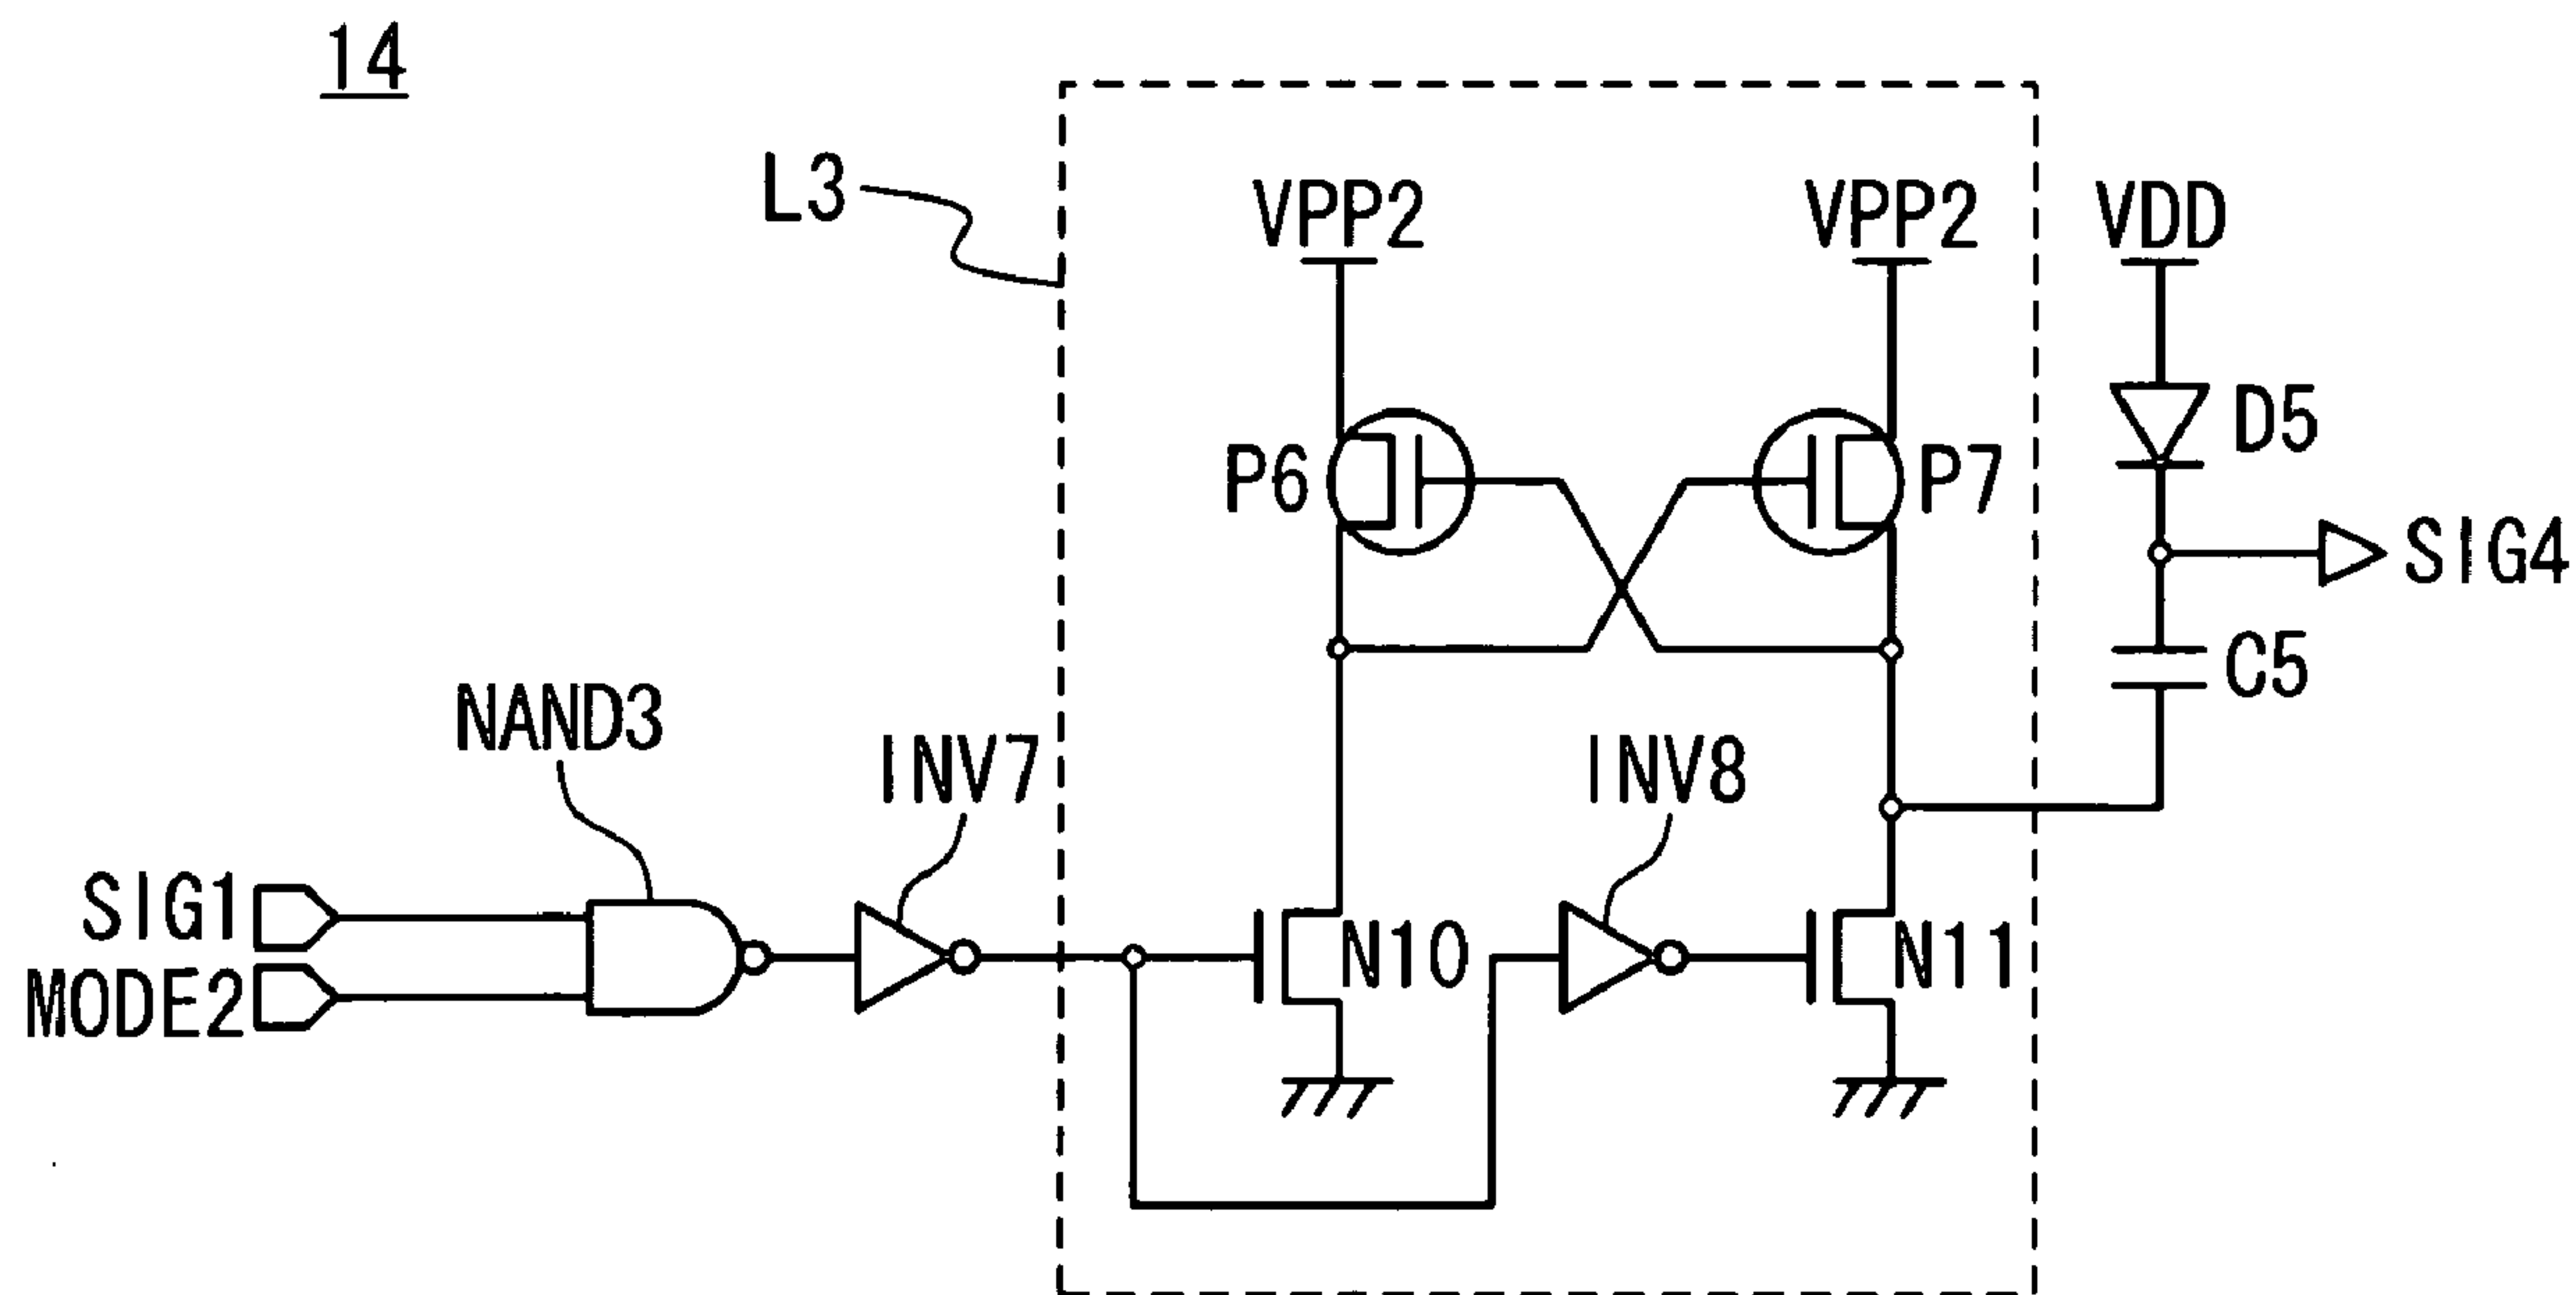 14
L3
VPP2
VPP2
VDD
P6
P7
D5
SIG4
C5
NAND3
INV7
INV8
SIG1
MODE2
N10
N11